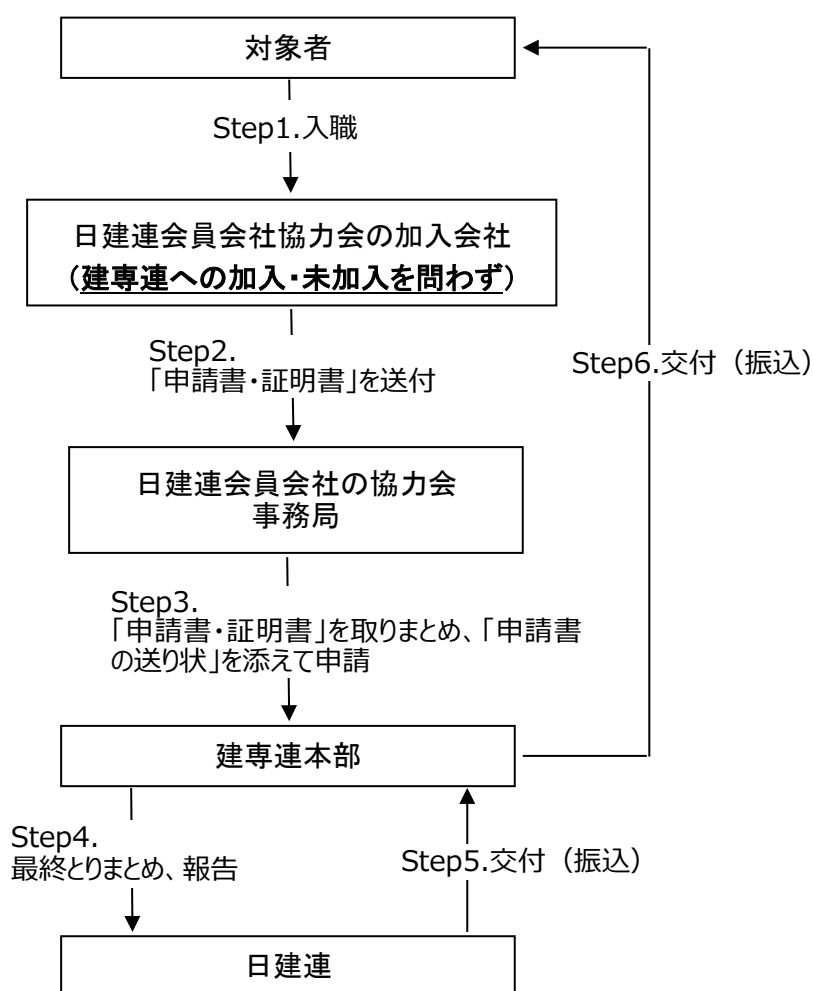 対象者
Step1.入職
日建連会員会社協力会の加入会社
（建専連への加入・未加入を問わず）
Step2.
「申請書・証明書」を送付
Step6.交付（振込）
日建連会員会社の協力会
事務局
Step3.
「申請書・証明書」を取りまとめ、「申請書
の送り状」を添えて申請
建専連本部
Step4.
最終とりまとめ、報告
Step5.交付（振込）
日建連